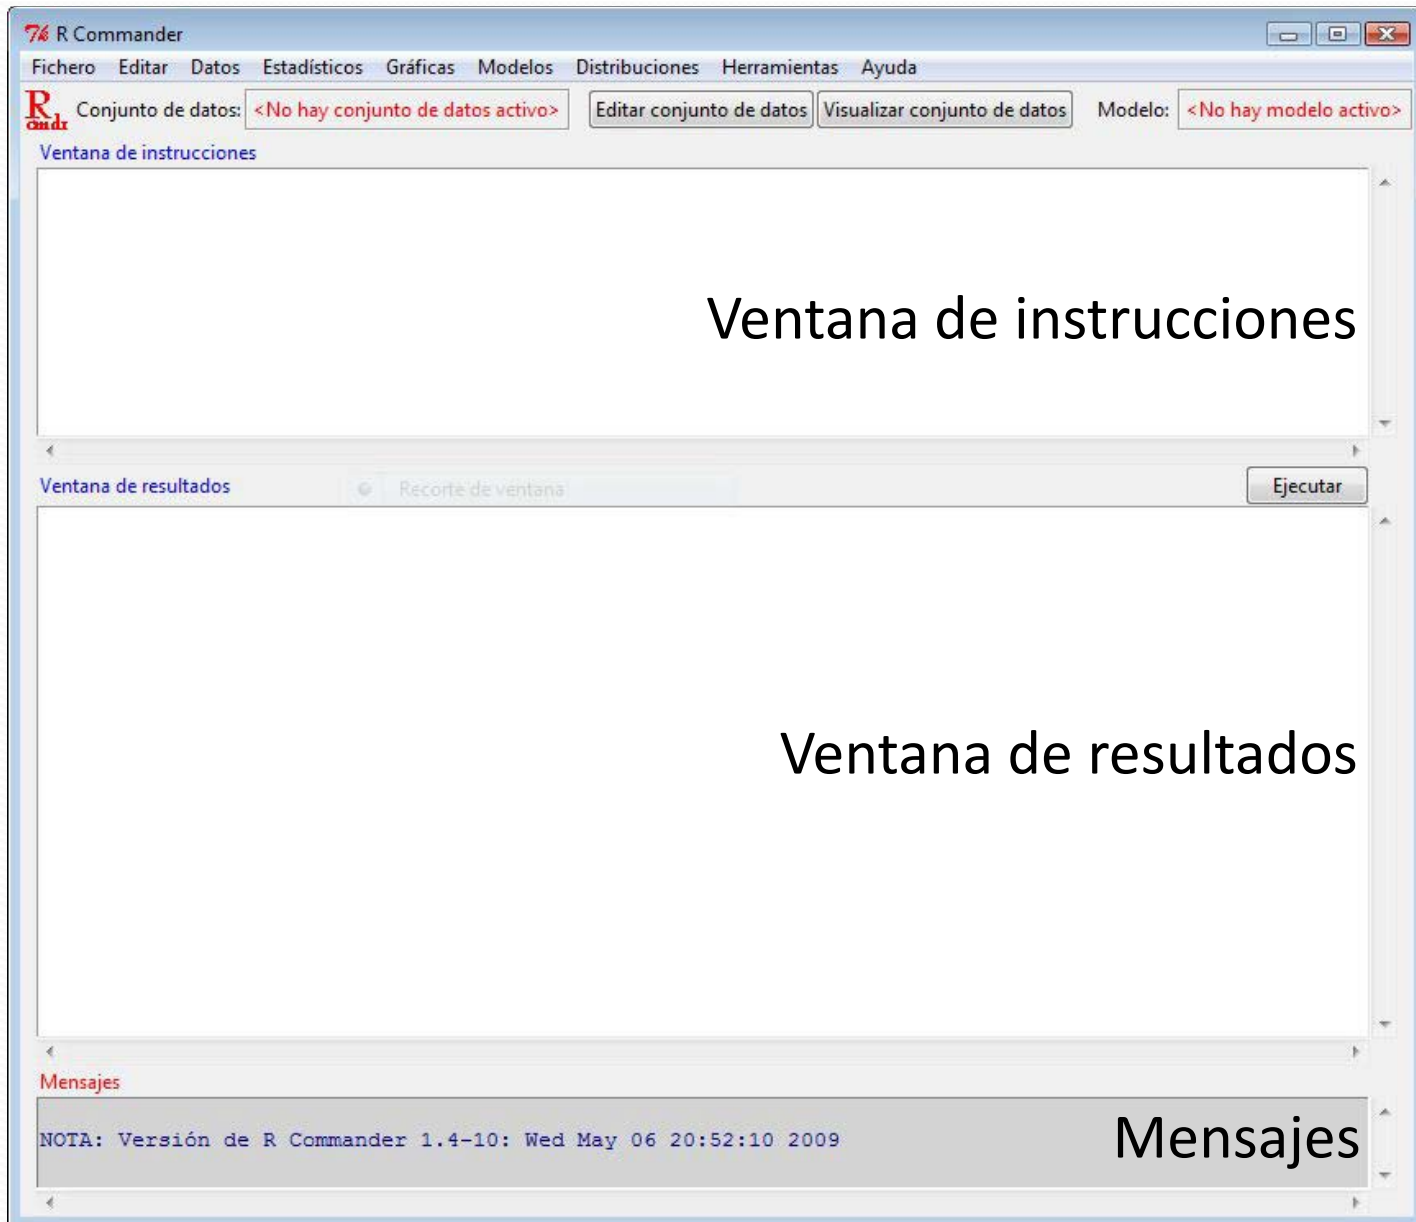 R Commander
Fichero Editar Datos Estadísticos Gráficas Modelos Distribuciones Herramientas Ayuda
R cmdr Conjunto de datos: <No hay conjunto de datos activo> Editar conjunto de datos Visualizar conjunto de datos Modelo: <No hay modelo activo>
Ventana de instrucciones
Ventana de instrucciones
Ventana de resultados Recorte de ventana Ejecutar
Ventana de resultados
Mensajes
NOTA: Versión de R Commander 1.4-10: Wed May 06 20:52:10 2009
Mensajes